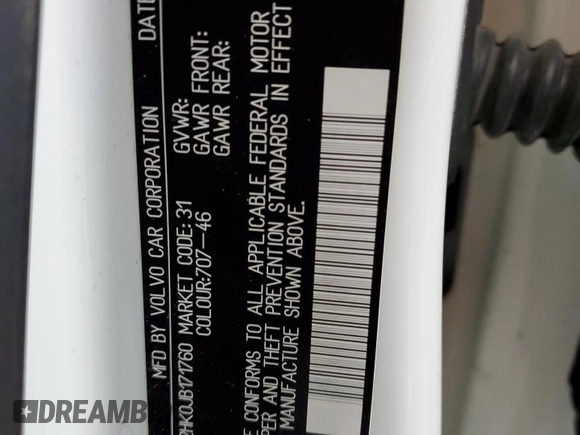 MFD BY VOLVO CAR CORPORATION DATE
GVWR:
GAWR FRONT:
GAWR REAR:
HK0JB171760 MARKET CODE:31
COLOUR:707-46
CONFORMS TO ALL APPLICABLE FEDERAL MOTOR
PER AND THEFT PREVENTION STANDARDS IN EFFECT
MANUFACTURE SHOWN ABOVE.
DREAMB